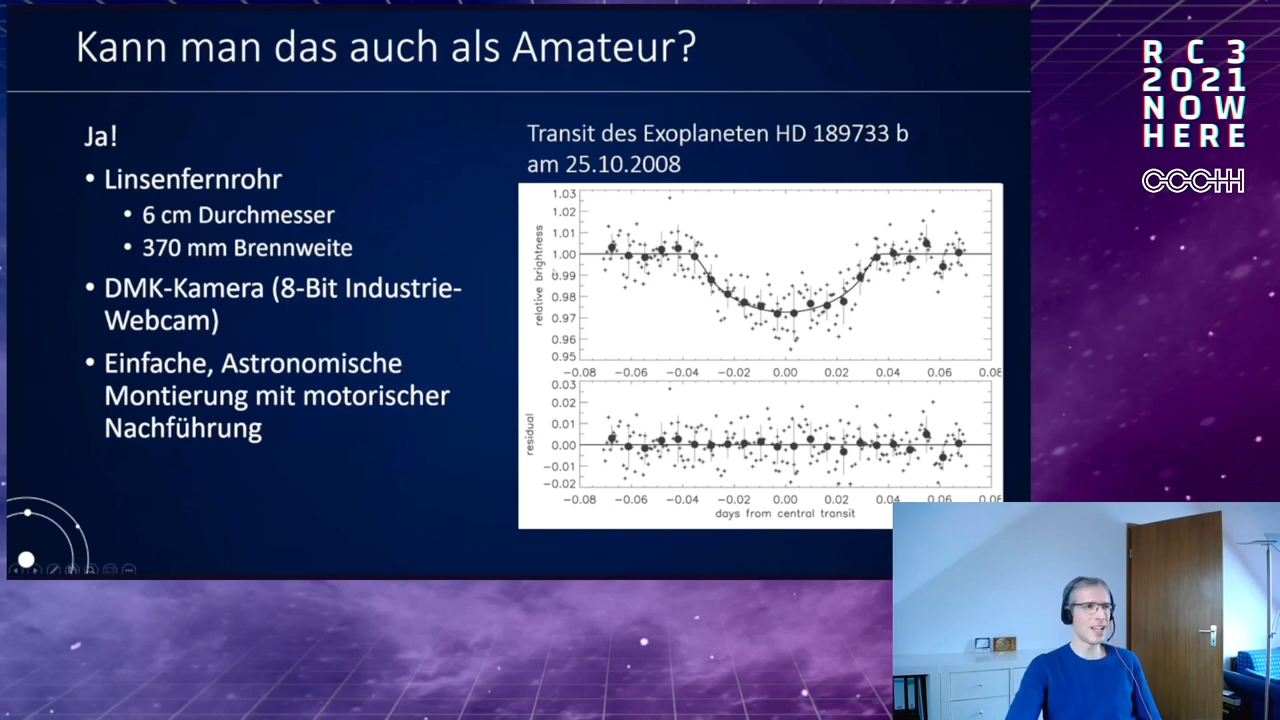 Kann man das auch als Amateur?
Ja!
• Linsenfernrohr
• 6 cm Durchmesser
• 370 mm Brennweite
• DMK-Kamera (8-Bit Industrie-
Webcam)
• Einfache, Astronomische
Montierung mit motorischer
Nachführung
Transit des Exoplaneten HD 189733 b
am 25.10.2008
relative brightness
1.03
1.02
1.01
1.00
0.99
0.98
0.97
0.96
0.95
−0.08 −0.06 −0.04 −0.02 0.00 0.02 0.04 0.06 0.08
residual
0.03
0.02
0.01
0.00
−0.01
−0.02
−0.08 −0.06 −0.04 −0.02 0.00 0.02 0.04 0.06 0.08
days from central transit
RC3
2021
NOW
HERE
CCCHH